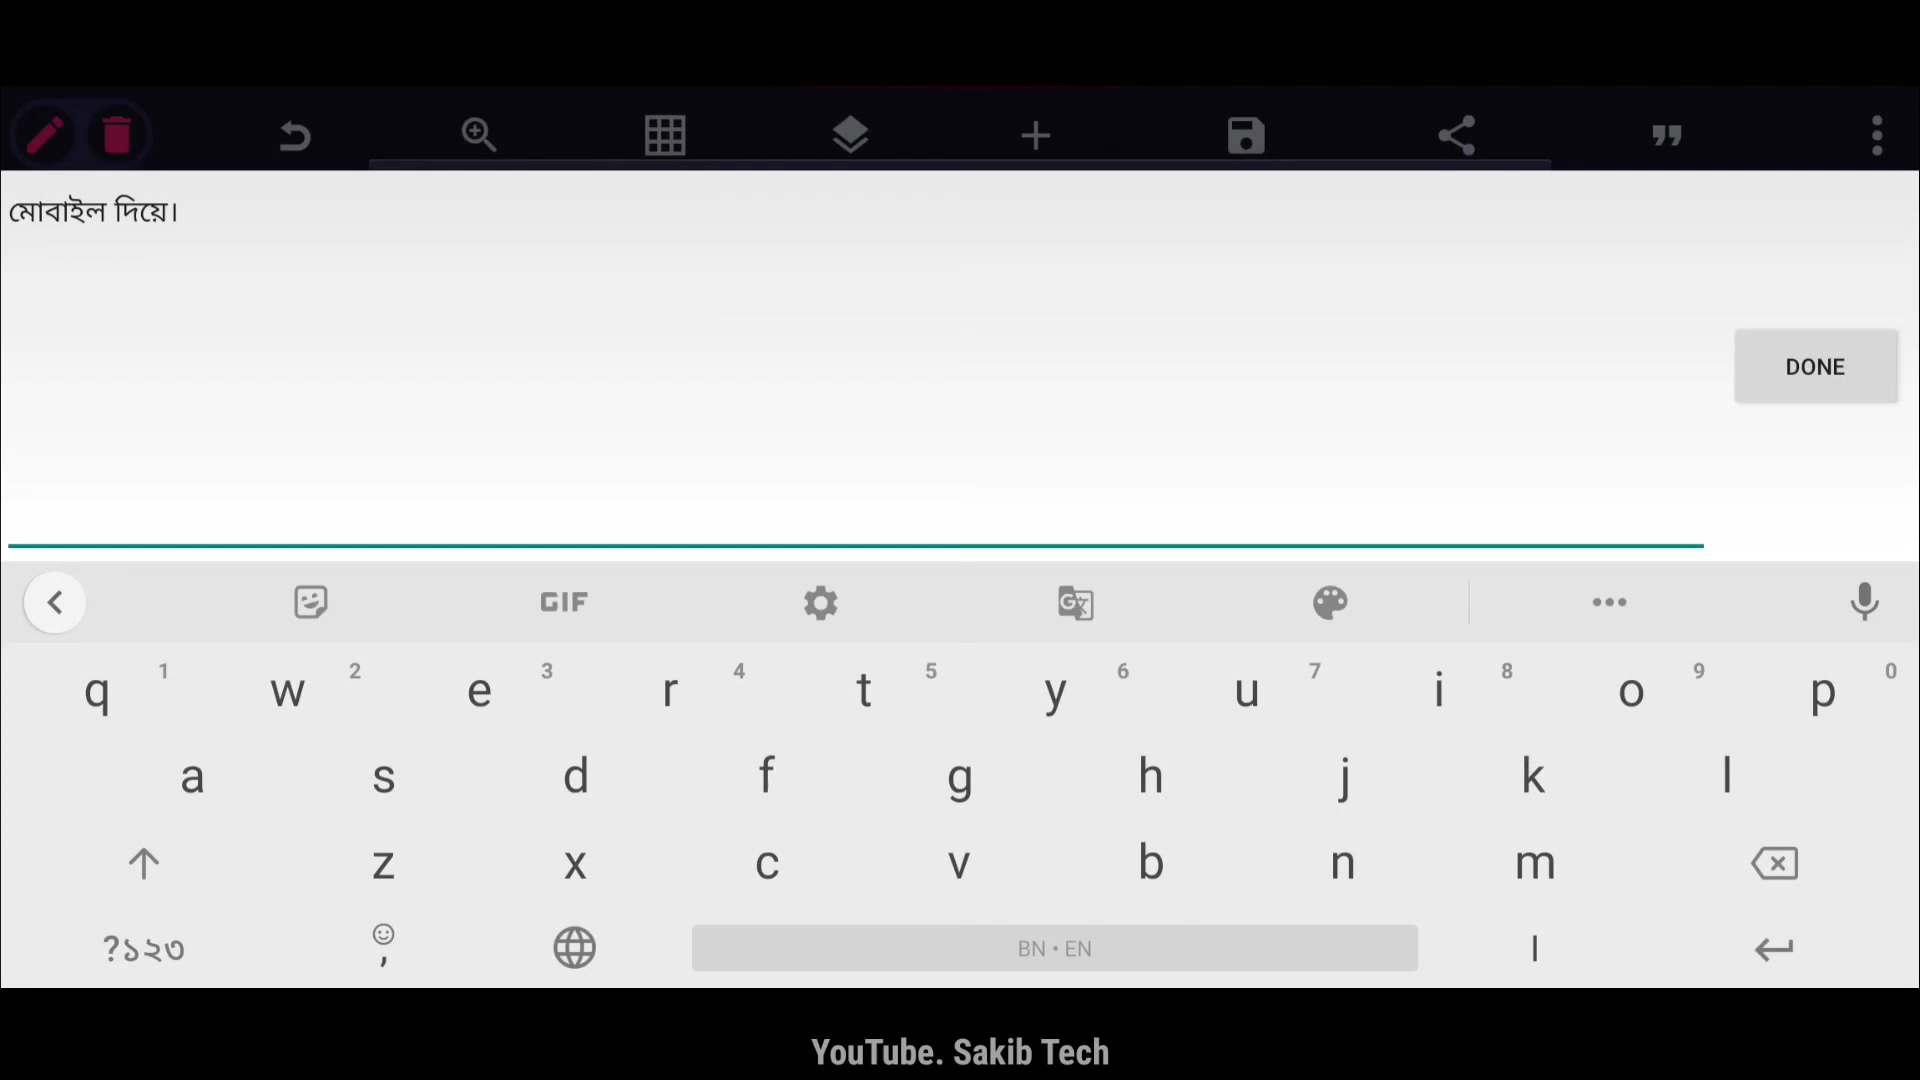 মোবাইল দিয়ে।
DONE
GIF
q 1 w 2 e 3 r 4 t 5 y 6 u 7 i 8 o 9 p 0
a s d f g h j k l
z x c v b n m
?১২৩ , BN • EN ।
YouTube. Sakib Tech